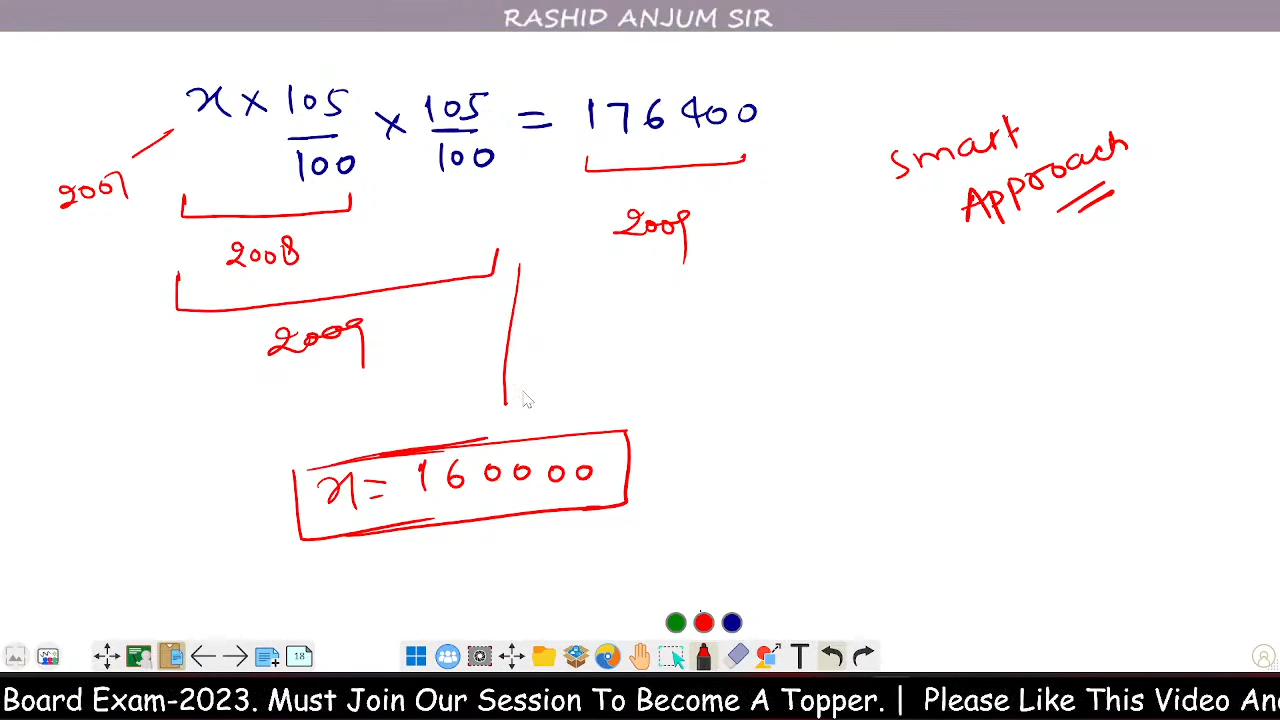 RASHID ANJUM SIR
x × 105/100 × 105/100 = 176400
Smart
Approach
2007
2008
2009
2009
x = 160000
18
Board Exam-2023. Must Join Our Session To Become A Topper. | Please Like This Video An